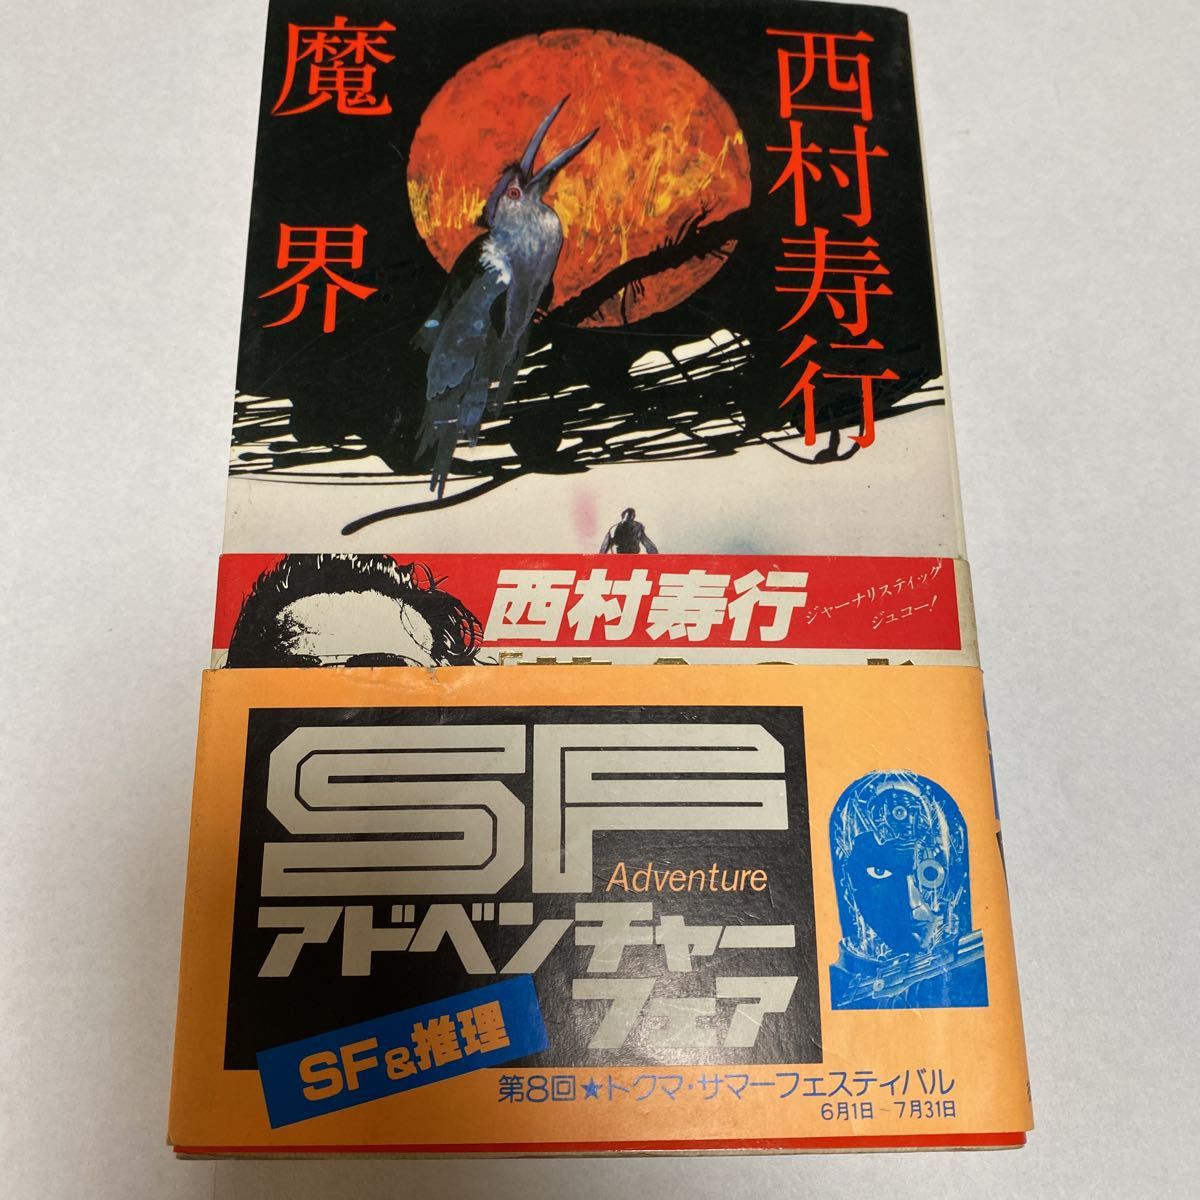 西村寿行
魔界
西村寿行
ジャーナリスティック
ジュコー!
SF
Adventure
アドベンチャー
フェア
SF&推理
第8回★トクマ・サマーフェスティバル
6月1日~7月31日